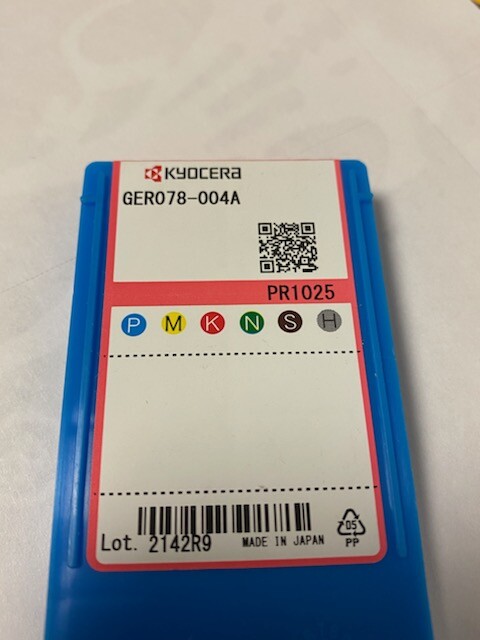 KYOCERA
GER078-004A
PR1025
P M K N S H
Lot. 2142R9 MADE IN JAPAN
05
PP